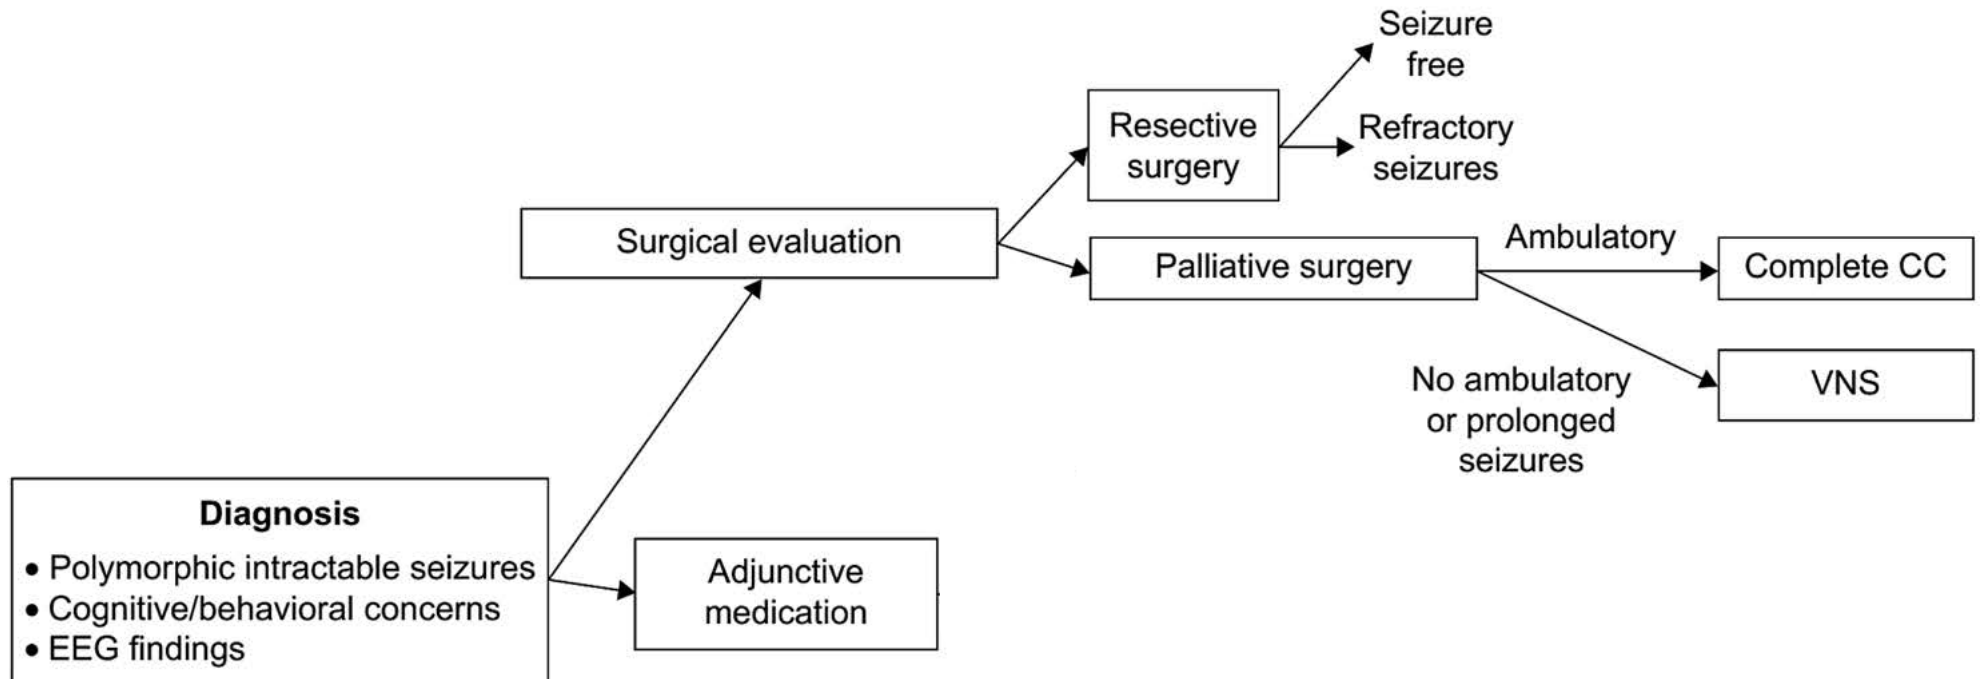 Seizure
free
Resective
surgery
Refractory
seizures
Surgical evaluation
Palliative surgery
Ambulatory
Complete CC
No ambulatory
or prolonged
seizures
VNS
Diagnosis
• Polymorphic intractable seizures
• Cognitive/behavioral concerns
• EEG findings
Adjunctive
medication